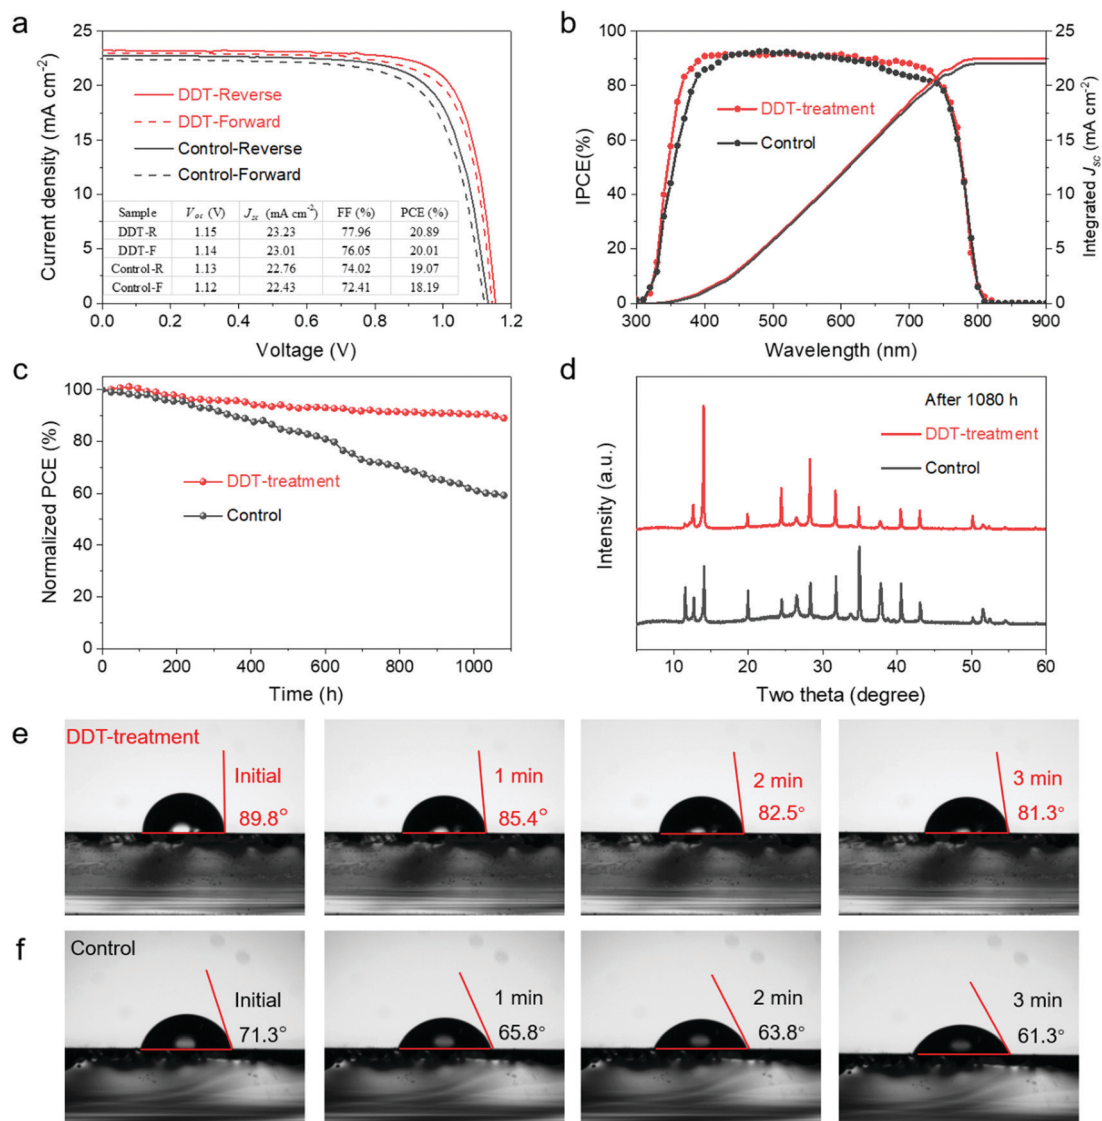 a
Current density (mA cm⁻²)
25
20
15
10
5
0
DDT-Reverse
DDT-Forward
Control-Reverse
Control-Forward
Sample Voc (V) Jsc (mA cm⁻²) FF (%) PCE (%)
DDT-R 1.15 23.23 77.96 20.89
DDT-F 1.14 23.01 76.05 20.01
Control-R 1.13 22.76 74.02 19.07
Control-F 1.12 22.43 72.41 18.19
0.0 0.2 0.4 0.6 0.8 1.0 1.2
Voltage (V)
b
IPCE(%)
100
80
60
40
20
0
DDT-treatment
Control
25
20
15
10
5
0
Integrated Jsc (mA cm⁻²)
300 400 500 600 700 800 900
Wavelength (nm)
c
Normalized PCE (%)
100
80
60
40
20
0
DDT-treatment
Control
0 200 400 600 800 1000
Time (h)
d
Intensity (a.u.)
After 1080 h
DDT-treatment
Control
10 20 30 40 50 60
Two theta (degree)
e
DDT-treatment
Initial
89.8°
1 min
85.4°
2 min
82.5°
3 min
81.3°
f
Control
Initial
71.3°
1 min
65.8°
2 min
63.8°
3 min
61.3°